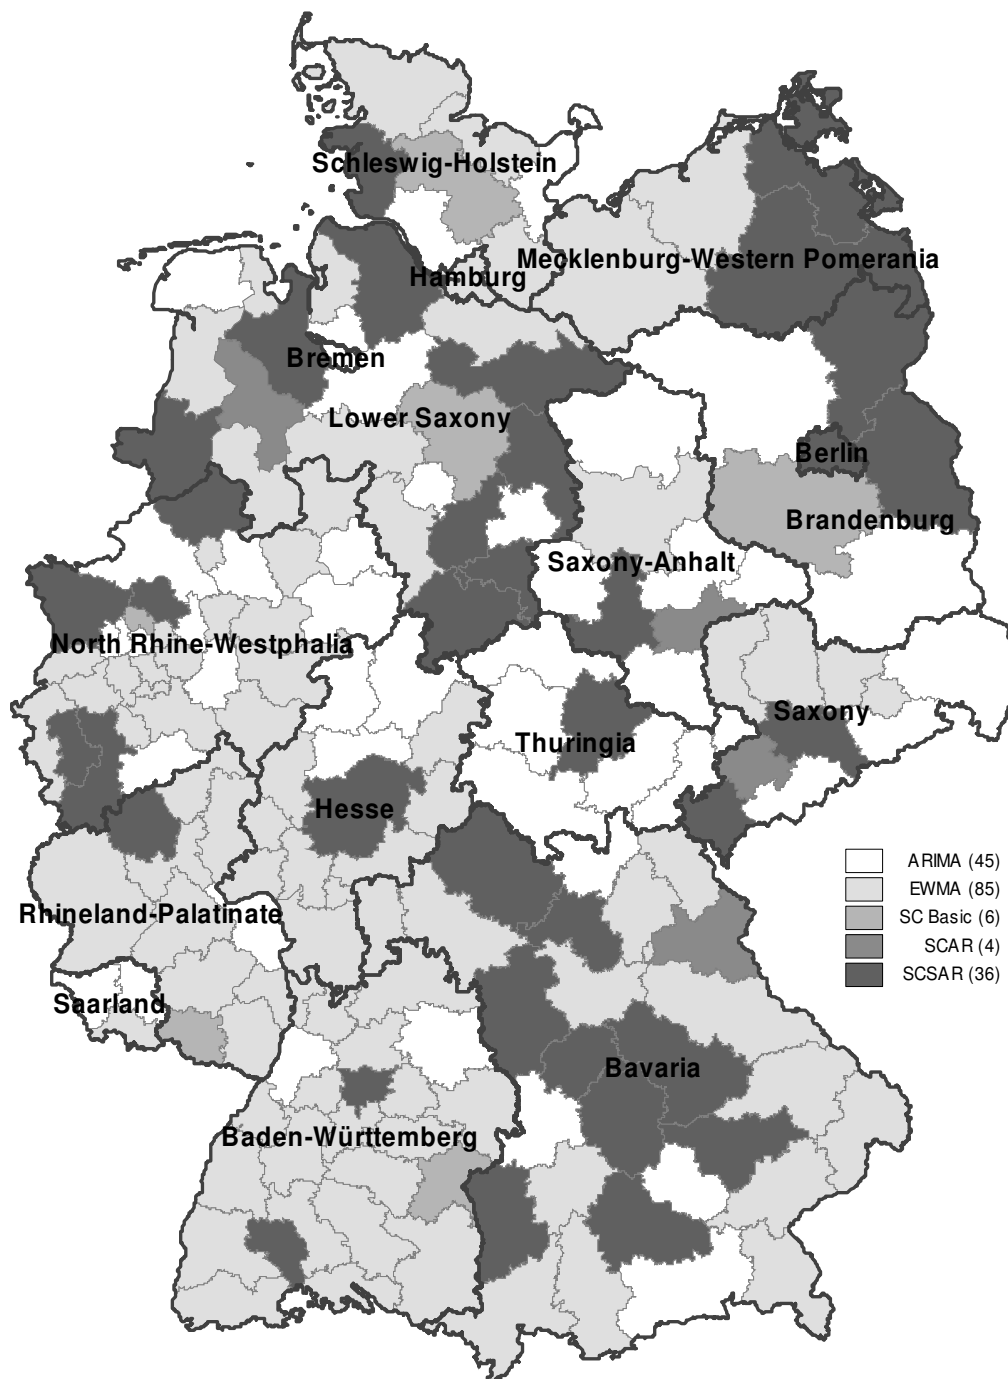 Schleswig-Holstein
Mecklenburg-Western Pomerania
Hamburg
Bremen
Lower Saxony
Berlin
Brandenburg
Saxony-Anhalt
North Rhine-Westphalia
Saxony
Thuringia
Hesse
Rhineland-Palatinate
Saarland
Bavaria
Baden-Württemberg
ARIMA (45)
EWMA (85)
SC Basic (6)
SCAR (4)
SCSAR (36)